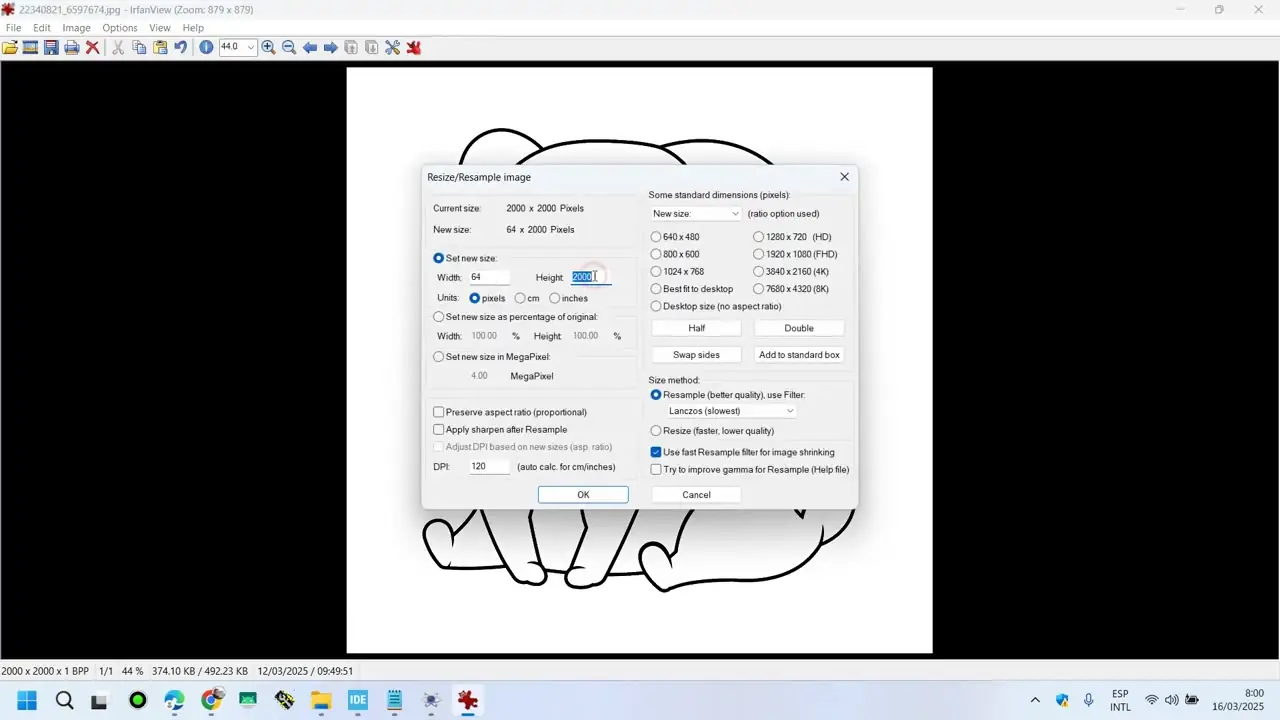 22340821_6597674.jpg - IrfanView (Zoom: 879 x 879)
File Edit Image Options View Help
44.0
Resize/Resample image
Current size: 2000 x 2000 Pixels
New size: 64 x 2000 Pixels
Set new size:
Width: 64 Height: 2000
Units: pixels cm inches
Set new size as percentage of original:
Width: 100.00 % Height: 100.00 %
Set new size in MegaPixel:
4.00 MegaPixel
Preserve aspect ratio (proportional)
Apply sharpen after Resample
Adjust DPI based on new sizes (asp. ratio)
DPI: 120 (auto calc. for cm/inches)
OK
Some standard dimensions (pixels):
New size: (ratio option used)
640 x 480 1280 x 720 (HD)
800 x 600 1920 x 1080 (FHD)
1024 x 768 3840 x 2160 (4K)
Best fit to desktop 7680 x 4320 (8K)
Desktop size (no aspect ratio)
Half Double
Swap sides Add to standard box
Size method:
Resample (better quality), use Filter:
Lanczos (slowest)
Resize (faster, lower quality)
Use fast Resample filter for image shrinking
Try to improve gamma for Resample (Help file)
Cancel
2000 x 2000 x 1 BPP 1/1 44 % 374.10 KB / 492.23 KB 12/03/2025 / 09:49:51
IDE
ESP
INTL
8:00
16/03/2025